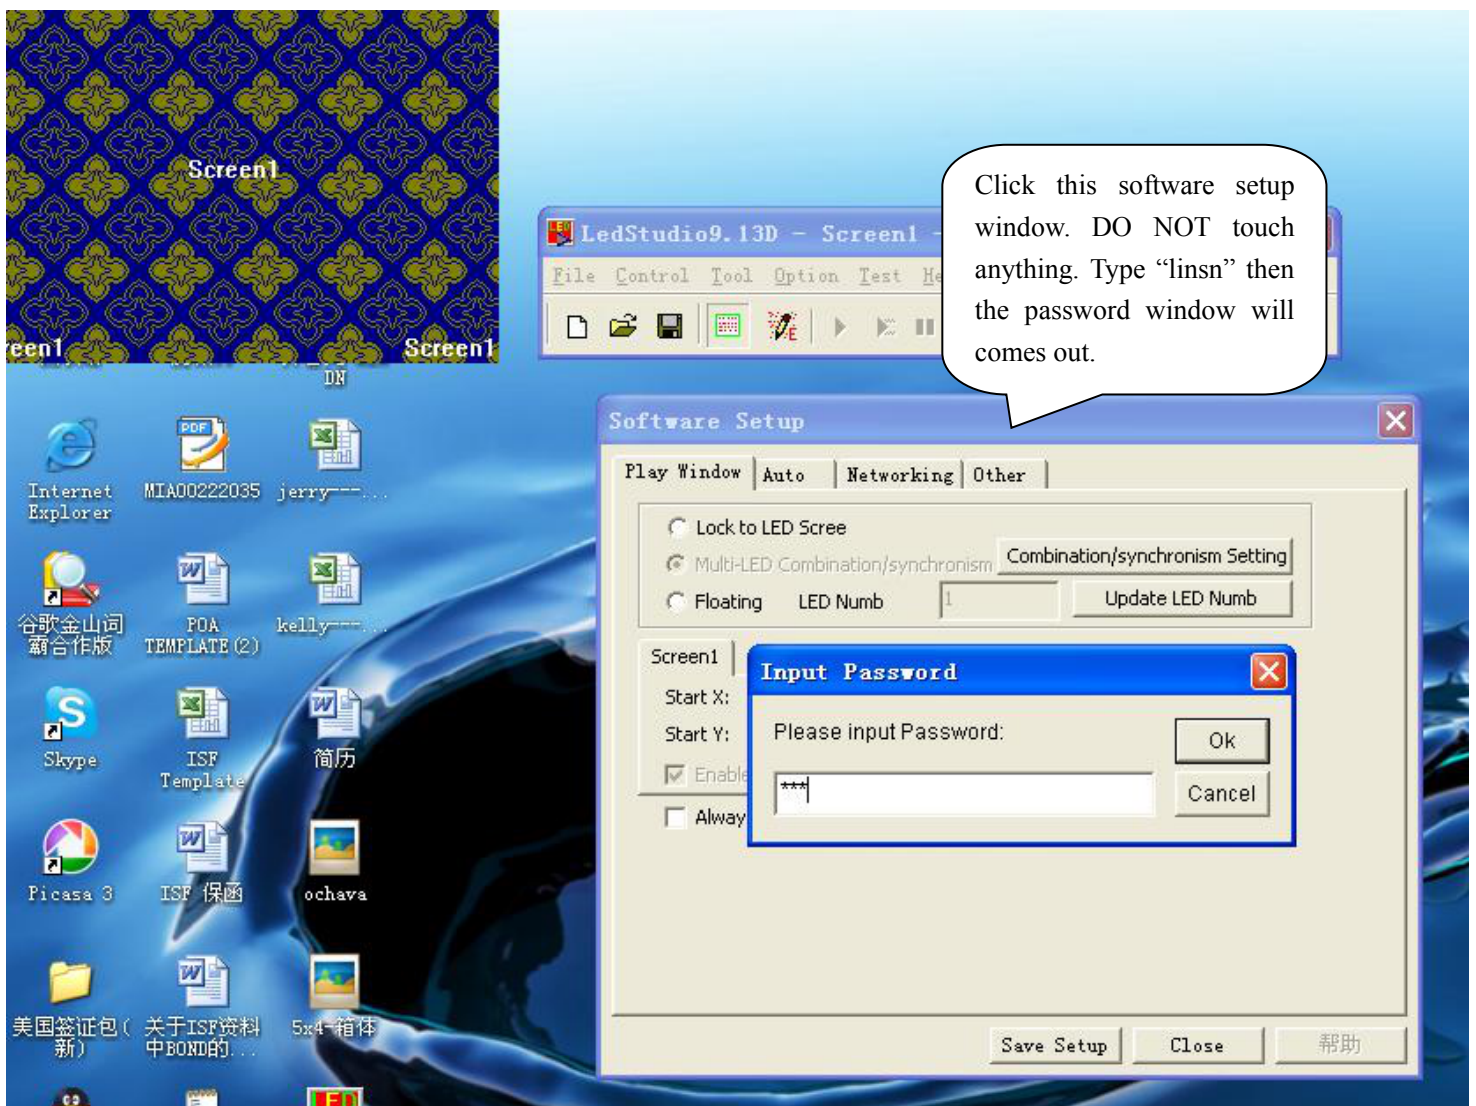 Screen1
een1
Screen1
LedStudio9.13D - Screen1 -
File Control Tool Option Test He
E
Click this software setup
window. DO NOT touch
anything. Type “linsn” then
the password window will
comes out.
DN
Internet
Explorer
PDF
MIA00222035
jerry---...
谷歌金山词
霸合作版
POA
TEMPLATE(2)
kelly---...
Skype
ISF
Template
简历
Picasa 3
ISF 保函
ochava
美国签证包(
新)
关于ISF资料
中BOND的...
5x4-箱体
LED
Software Setup
Play Window Auto Networking Other
Lock to LED Scree
Multi-LED Combination/synchronism Combination/synchronism Setting
Floating LED Numb 1 Update LED Numb
Screen1
Start X:
Start Y:
Enable
Alway
Input Password
Please input Password:
***
Ok
Cancel
Save Setup Close 帮助